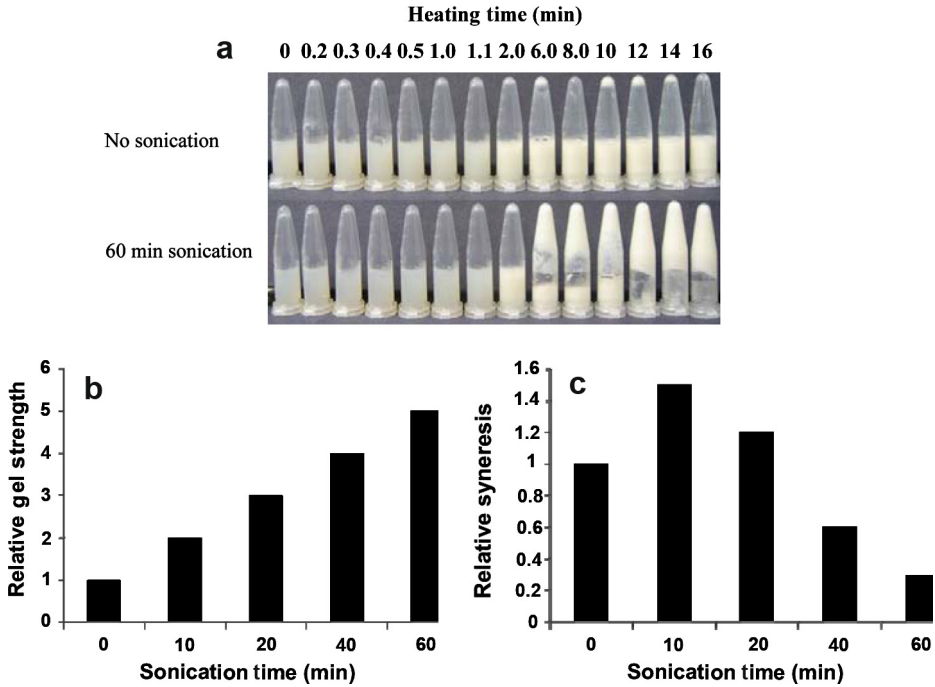 Heating time (min)
a 0 0.2 0.3 0.4 0.5 1.0 1.1 2.0 6.0 8.0 10 12 14 16
No sonication
60 min sonication
b
Relative gel strength
6
5
4
3
2
1
0
0 10 20 40 60
Sonication time (min)
c
Relative syneresis
1.6
1.4
1.2
1
0.8
0.6
0.4
0.2
0
0 10 20 40 60
Sonication time (min)